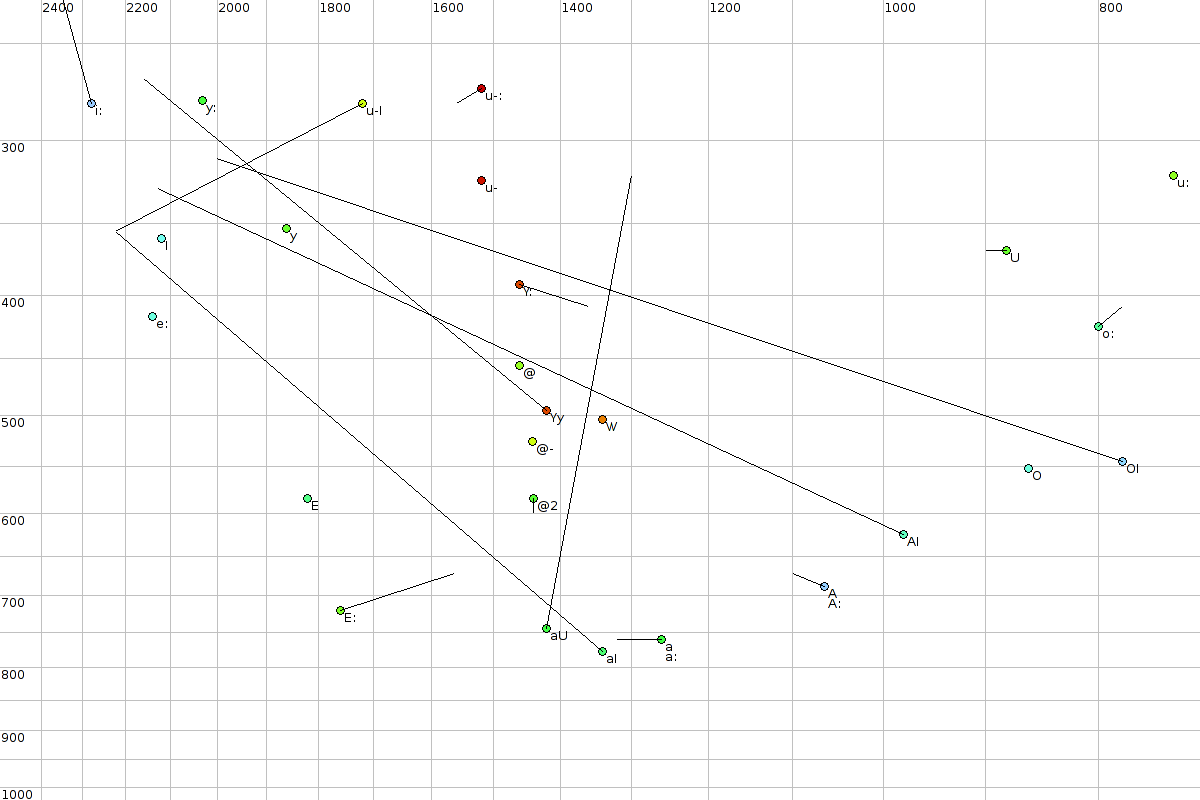 2400 2200 2000 1800 1600 1400 1200 1000 800
i: y: u-I u-:
300
u- u:
I y U
Y:
400
e: o:
@
Yy W
500
@- O OI
E @2
600
AI
A
A:
700
E: aU a
aI a:
800
900
1000